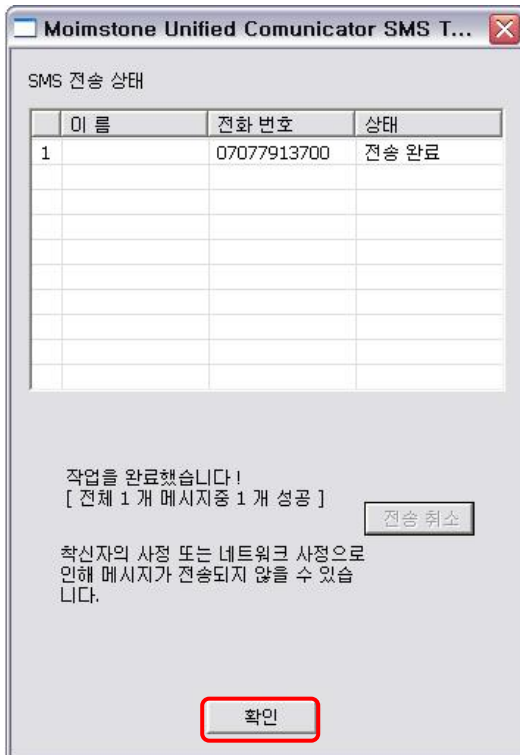 Moimstone Unified Comunicator SMS T...
SMS 전송 상태
이 름 전화 번호 상태
1 07077913700 전송 완료
작업을 완료했습니다 !
[ 전체 1 개 메시지중 1 개 성공 ]
전송 취소
착신자의 사정 또는 네트워크 사정으로
인해 메시지가 전송되지 않을 수 있습
니다.
확인